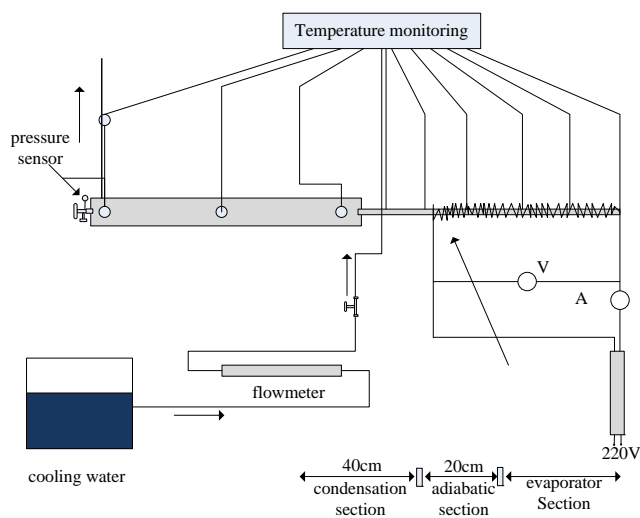 Temperature monitoring
pressure
sensor
V
A
flowmeter
220V
cooling water
40cm
condensation
section
20cm
adiabatic
section
evaporator
Section